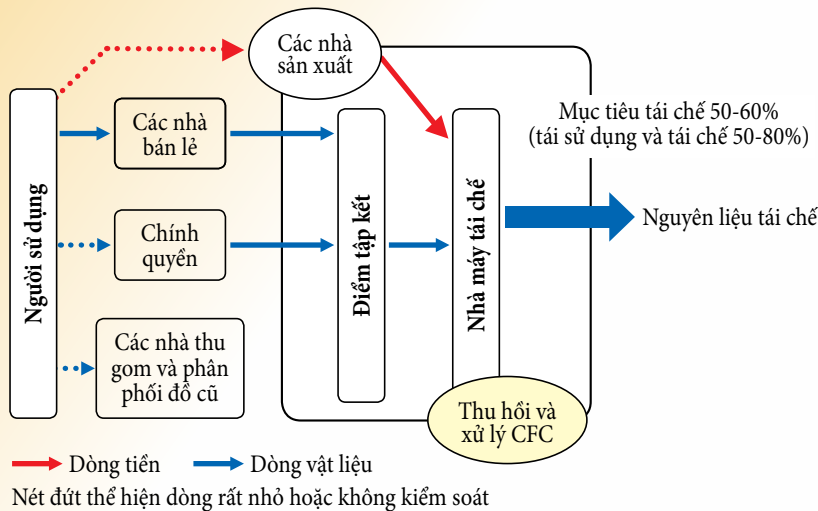 Các nhà
sản xuất
Người sử dụng
Các nhà
bán lẻ
Chính
quyền
Các nhà thu
gom và phân
phối đồ cũ
Điểm tập kết
Nhà máy tái chế
Mục tiêu tái chế 50-60%
(tái sử dụng và tái chế 50-80%)
Nguyên liệu tái chế
Thu hồi và
xử lý CFC
Dòng tiền
Dòng vật liệu
Nét đứt thể hiện dòng rất nhỏ hoặc không kiểm soát